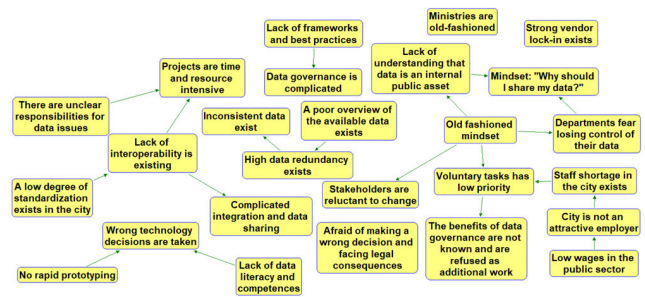 Lack of frameworks
and best practices
Ministries are
old-fashioned
Strong vendor
lock-in exists
Projects are time
and resource
intensive
Data governance is
complicated
Lack of
understanding that
data is an internal
public asset
Mindset: "Why should
I share my data?"
There are unclear
responsibilities for
data issues
Inconsistent data
exist
A poor overview of
the available data
exists
Old fashioned
mindset
Departments fear
losing control of
their data
Lack of
interoperability is
existing
High data redundancy
exists
Voluntary tasks has
low priority
Staff shortage in
the city exists
A low degree of
standardization
exists in the city
Stakeholders are
reluctant to change
Complicated
integration and data
sharing
Wrong technology
decisions are taken
Afraid of making a
wrong decision and
facing legal
consequences
The benefits of data
governance are not
known and are
refused as
additional work
City is not an
attractive employer
No rapid prototyping
Lack of data
literacy and
competences
Low wages in the
public sector